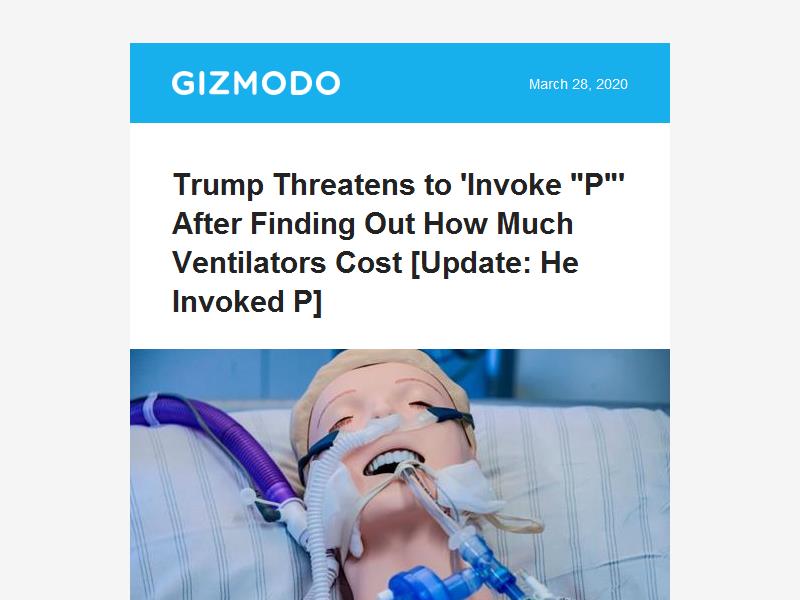 GIZMODO
March 28, 2020
Trump Threatens to 'Invoke "P"'
After Finding Out How Much
Ventilators Cost [Update: He
Invoked P]